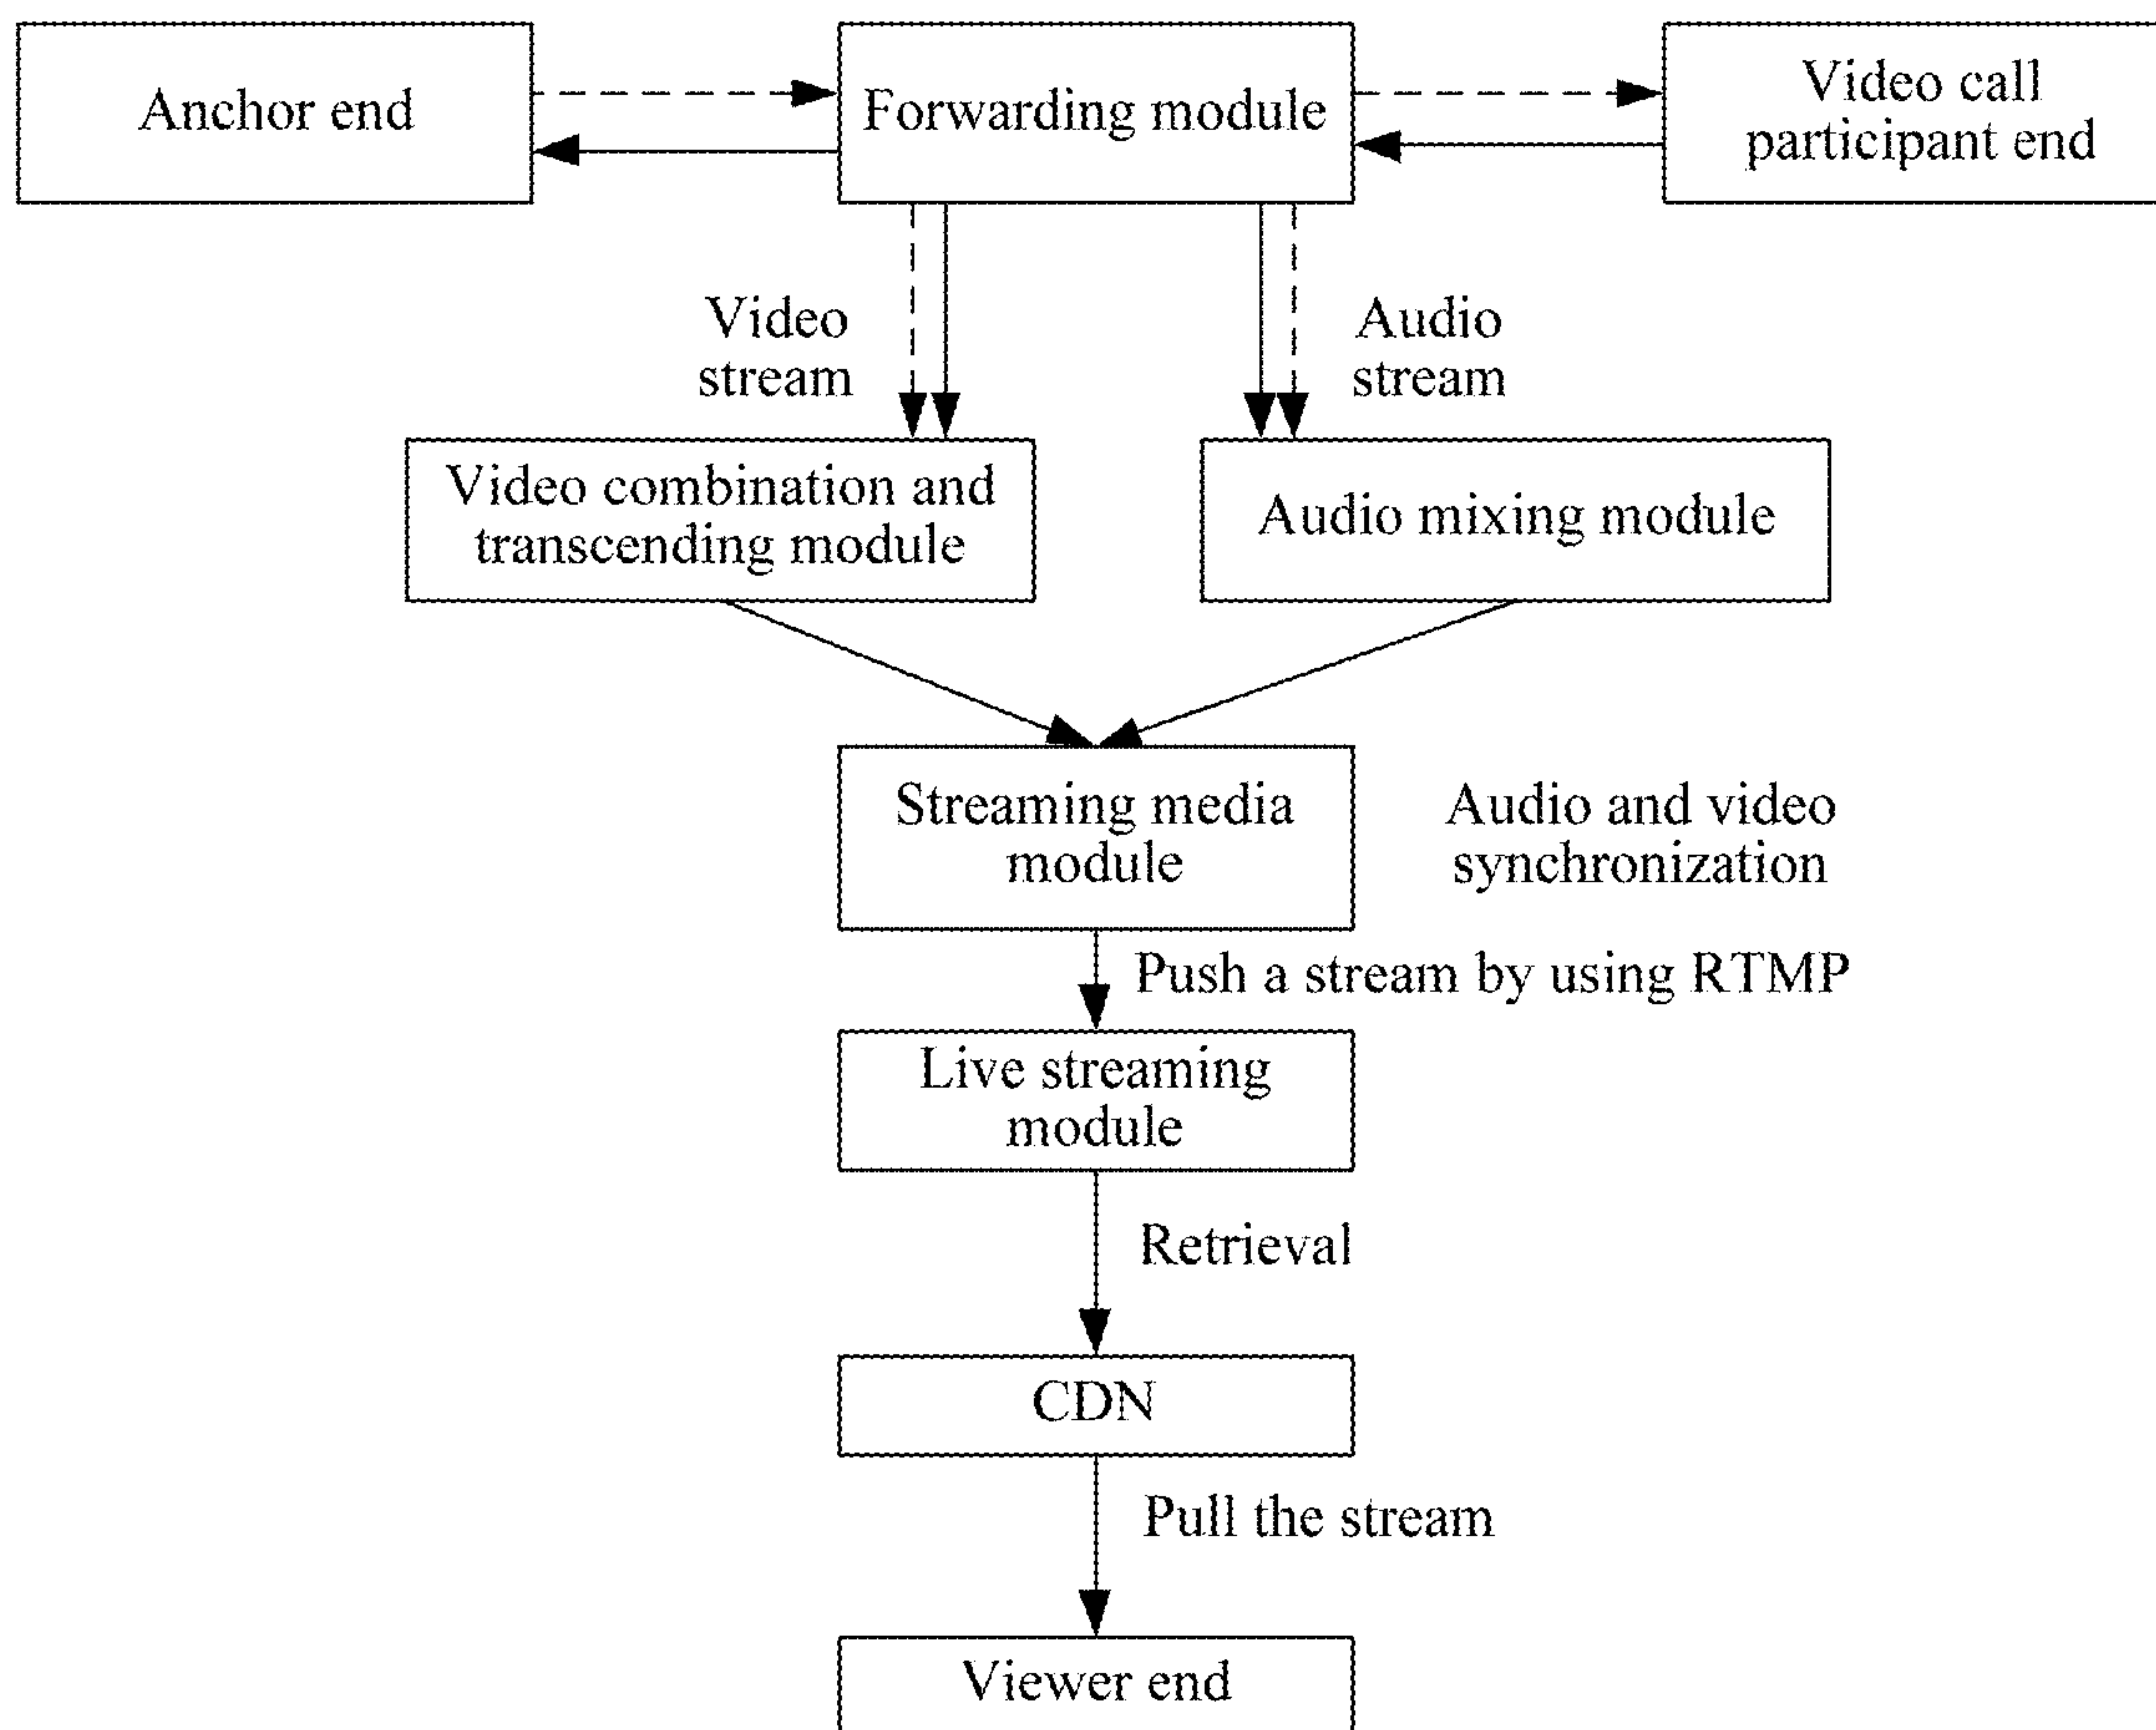 Anchor end
Forwarding module
Video call
participant end
Video
stream
Audio
stream
Video combination and
transcending module
Audio mixing module
Streaming media
module
Audio and video
synchronization
Push a stream by using RTMP
Live streaming
module
Retrieval
CDN
Pull the stream
Viewer end